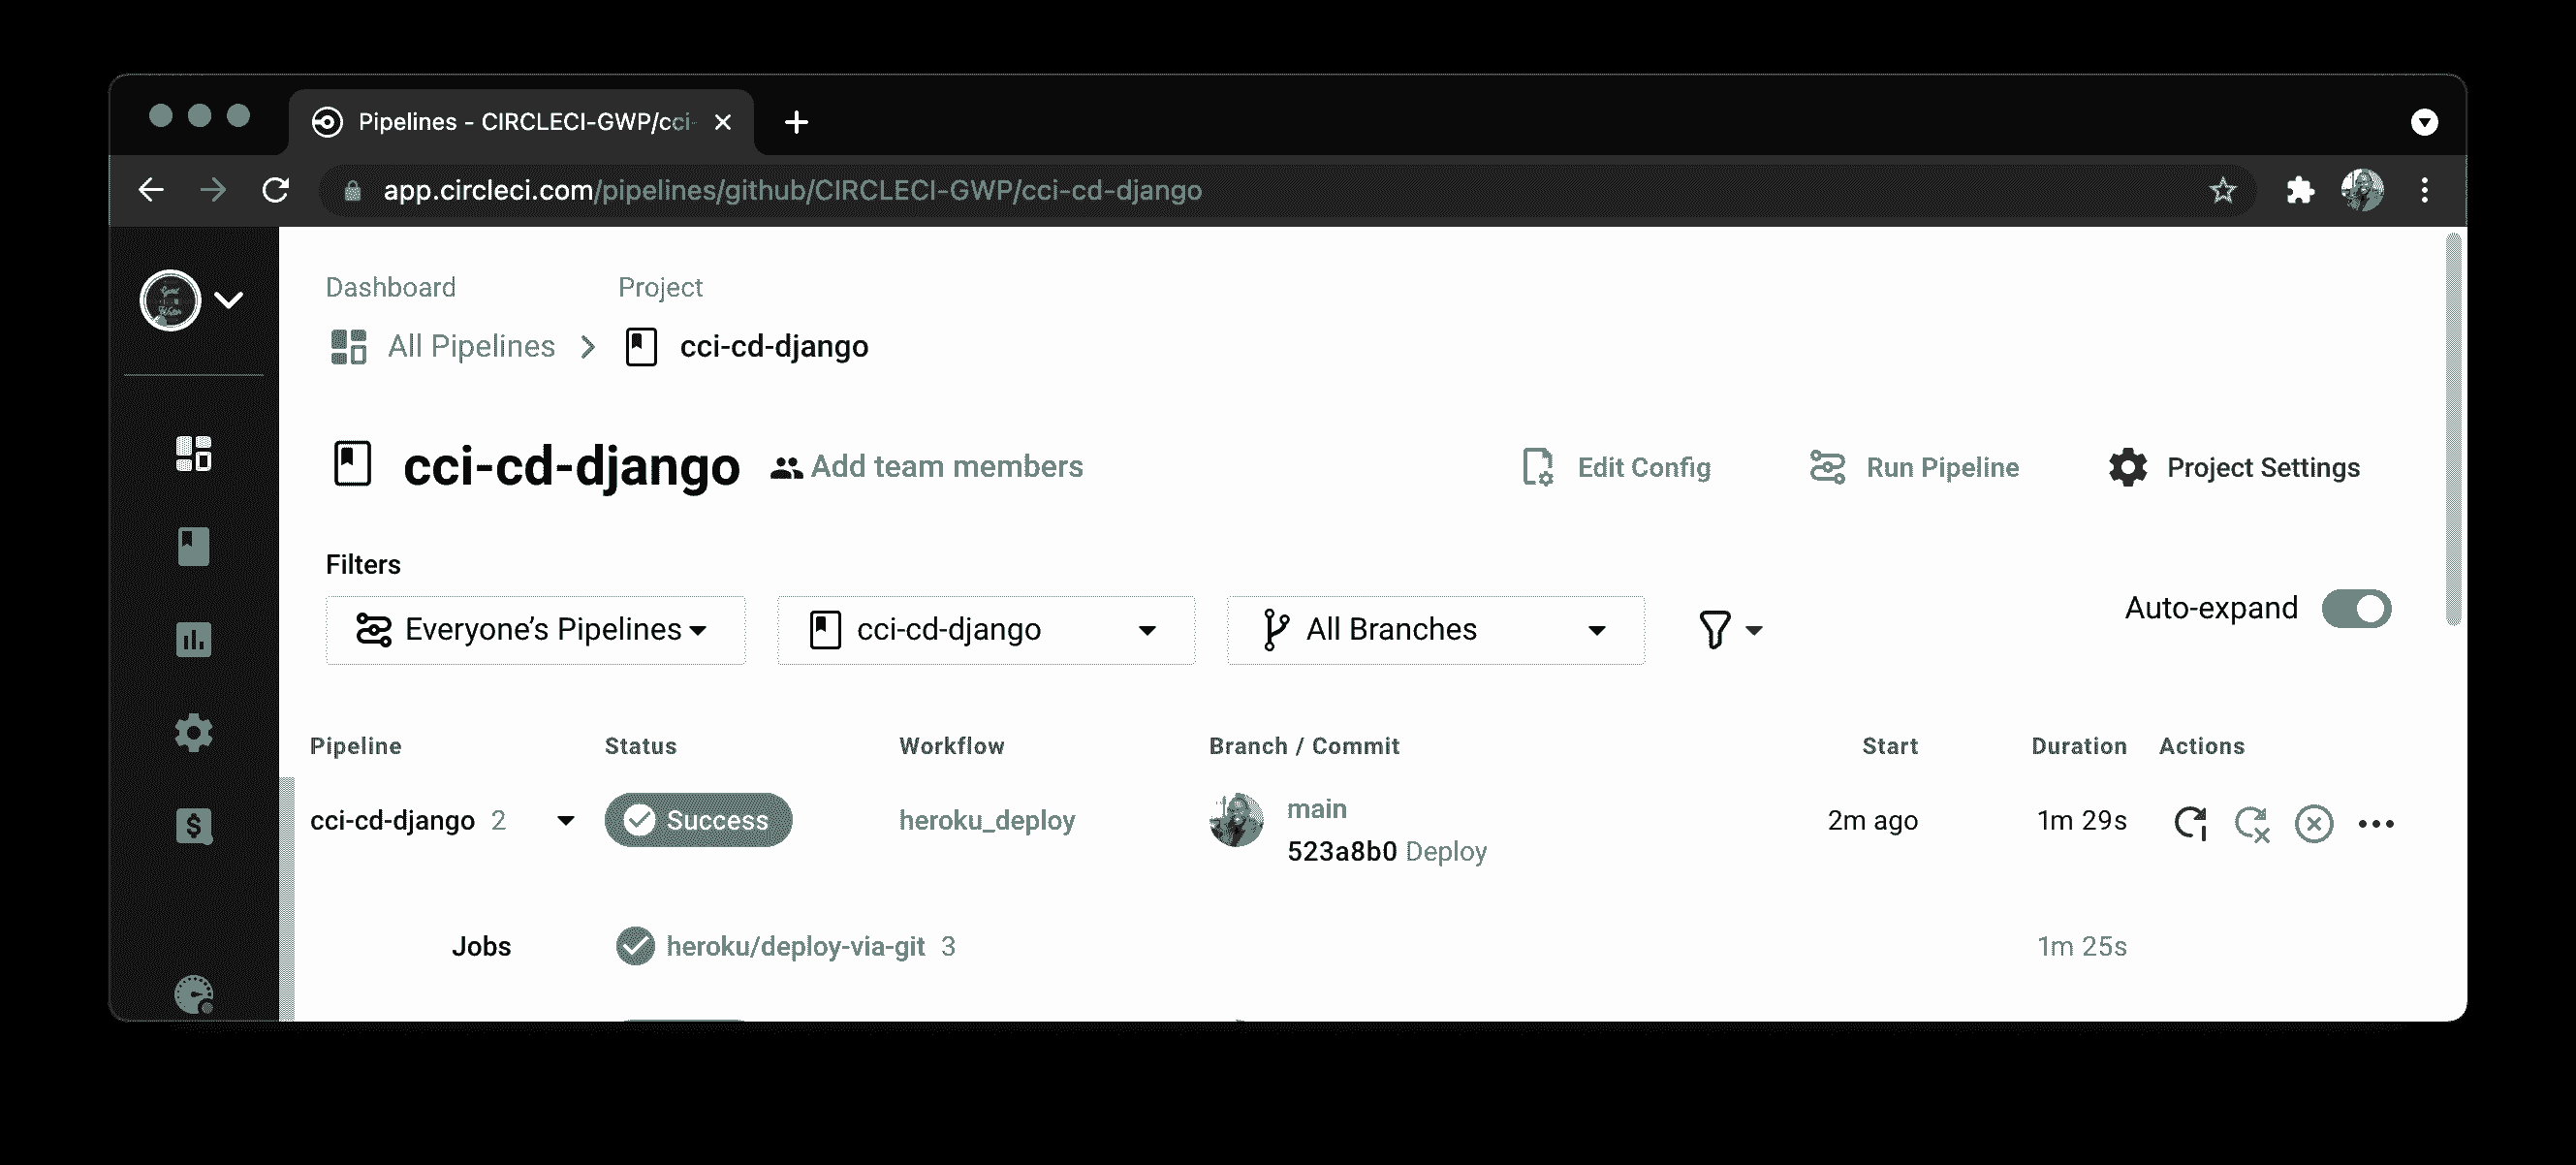 Pipelines - CIRCLECI-GWP/cci-
app.circleci.com/pipelines/github/CIRCLECI-GWP/cci-cd-django
Dashboard Project
All Pipelines cci-cd-django
cci-cd-django Add team members Edit Config Run Pipeline Project Settings
Filters
Everyone's Pipelines cci-cd-django All Branches Auto-expand
Pipeline Status Workflow Branch / Commit Start Duration Actions
cci-cd-django 2 Success heroku_deploy main 2m ago 1m 29s
523a8b0 Deploy
Jobs heroku/deploy-via-git 3 1m 25s